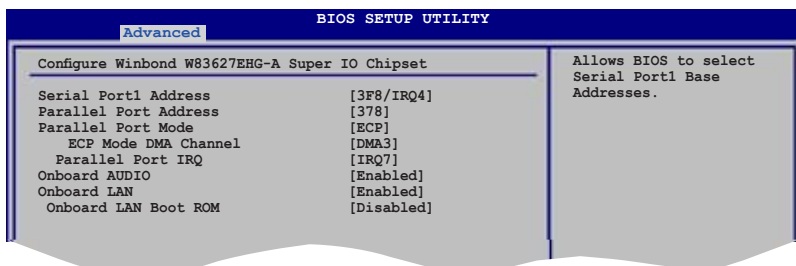 BIOS SETUP UTILITY
Advanced
Configure Winbond W83627EHG-A Super IO Chipset
Serial Port1 Address [3F8/IRQ4]
Parallel Port Address [378]
Parallel Port Mode [ECP]
ECP Mode DMA Channel [DMA3]
Parallel Port IRQ [IRQ7]
Onboard AUDIO [Enabled]
Onboard LAN [Enabled]
Onboard LAN Boot ROM [Disabled]
Allows BIOS to select
Serial Port1 Base
Addresses.